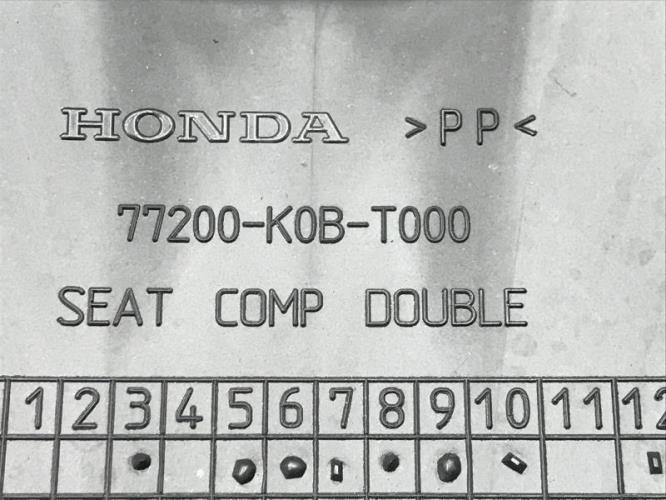 HONDA >PP<
77200-K0B-T000
SEAT COMP DOUBLE
1 2 3 4 5 6 7 8 9 10 11 12